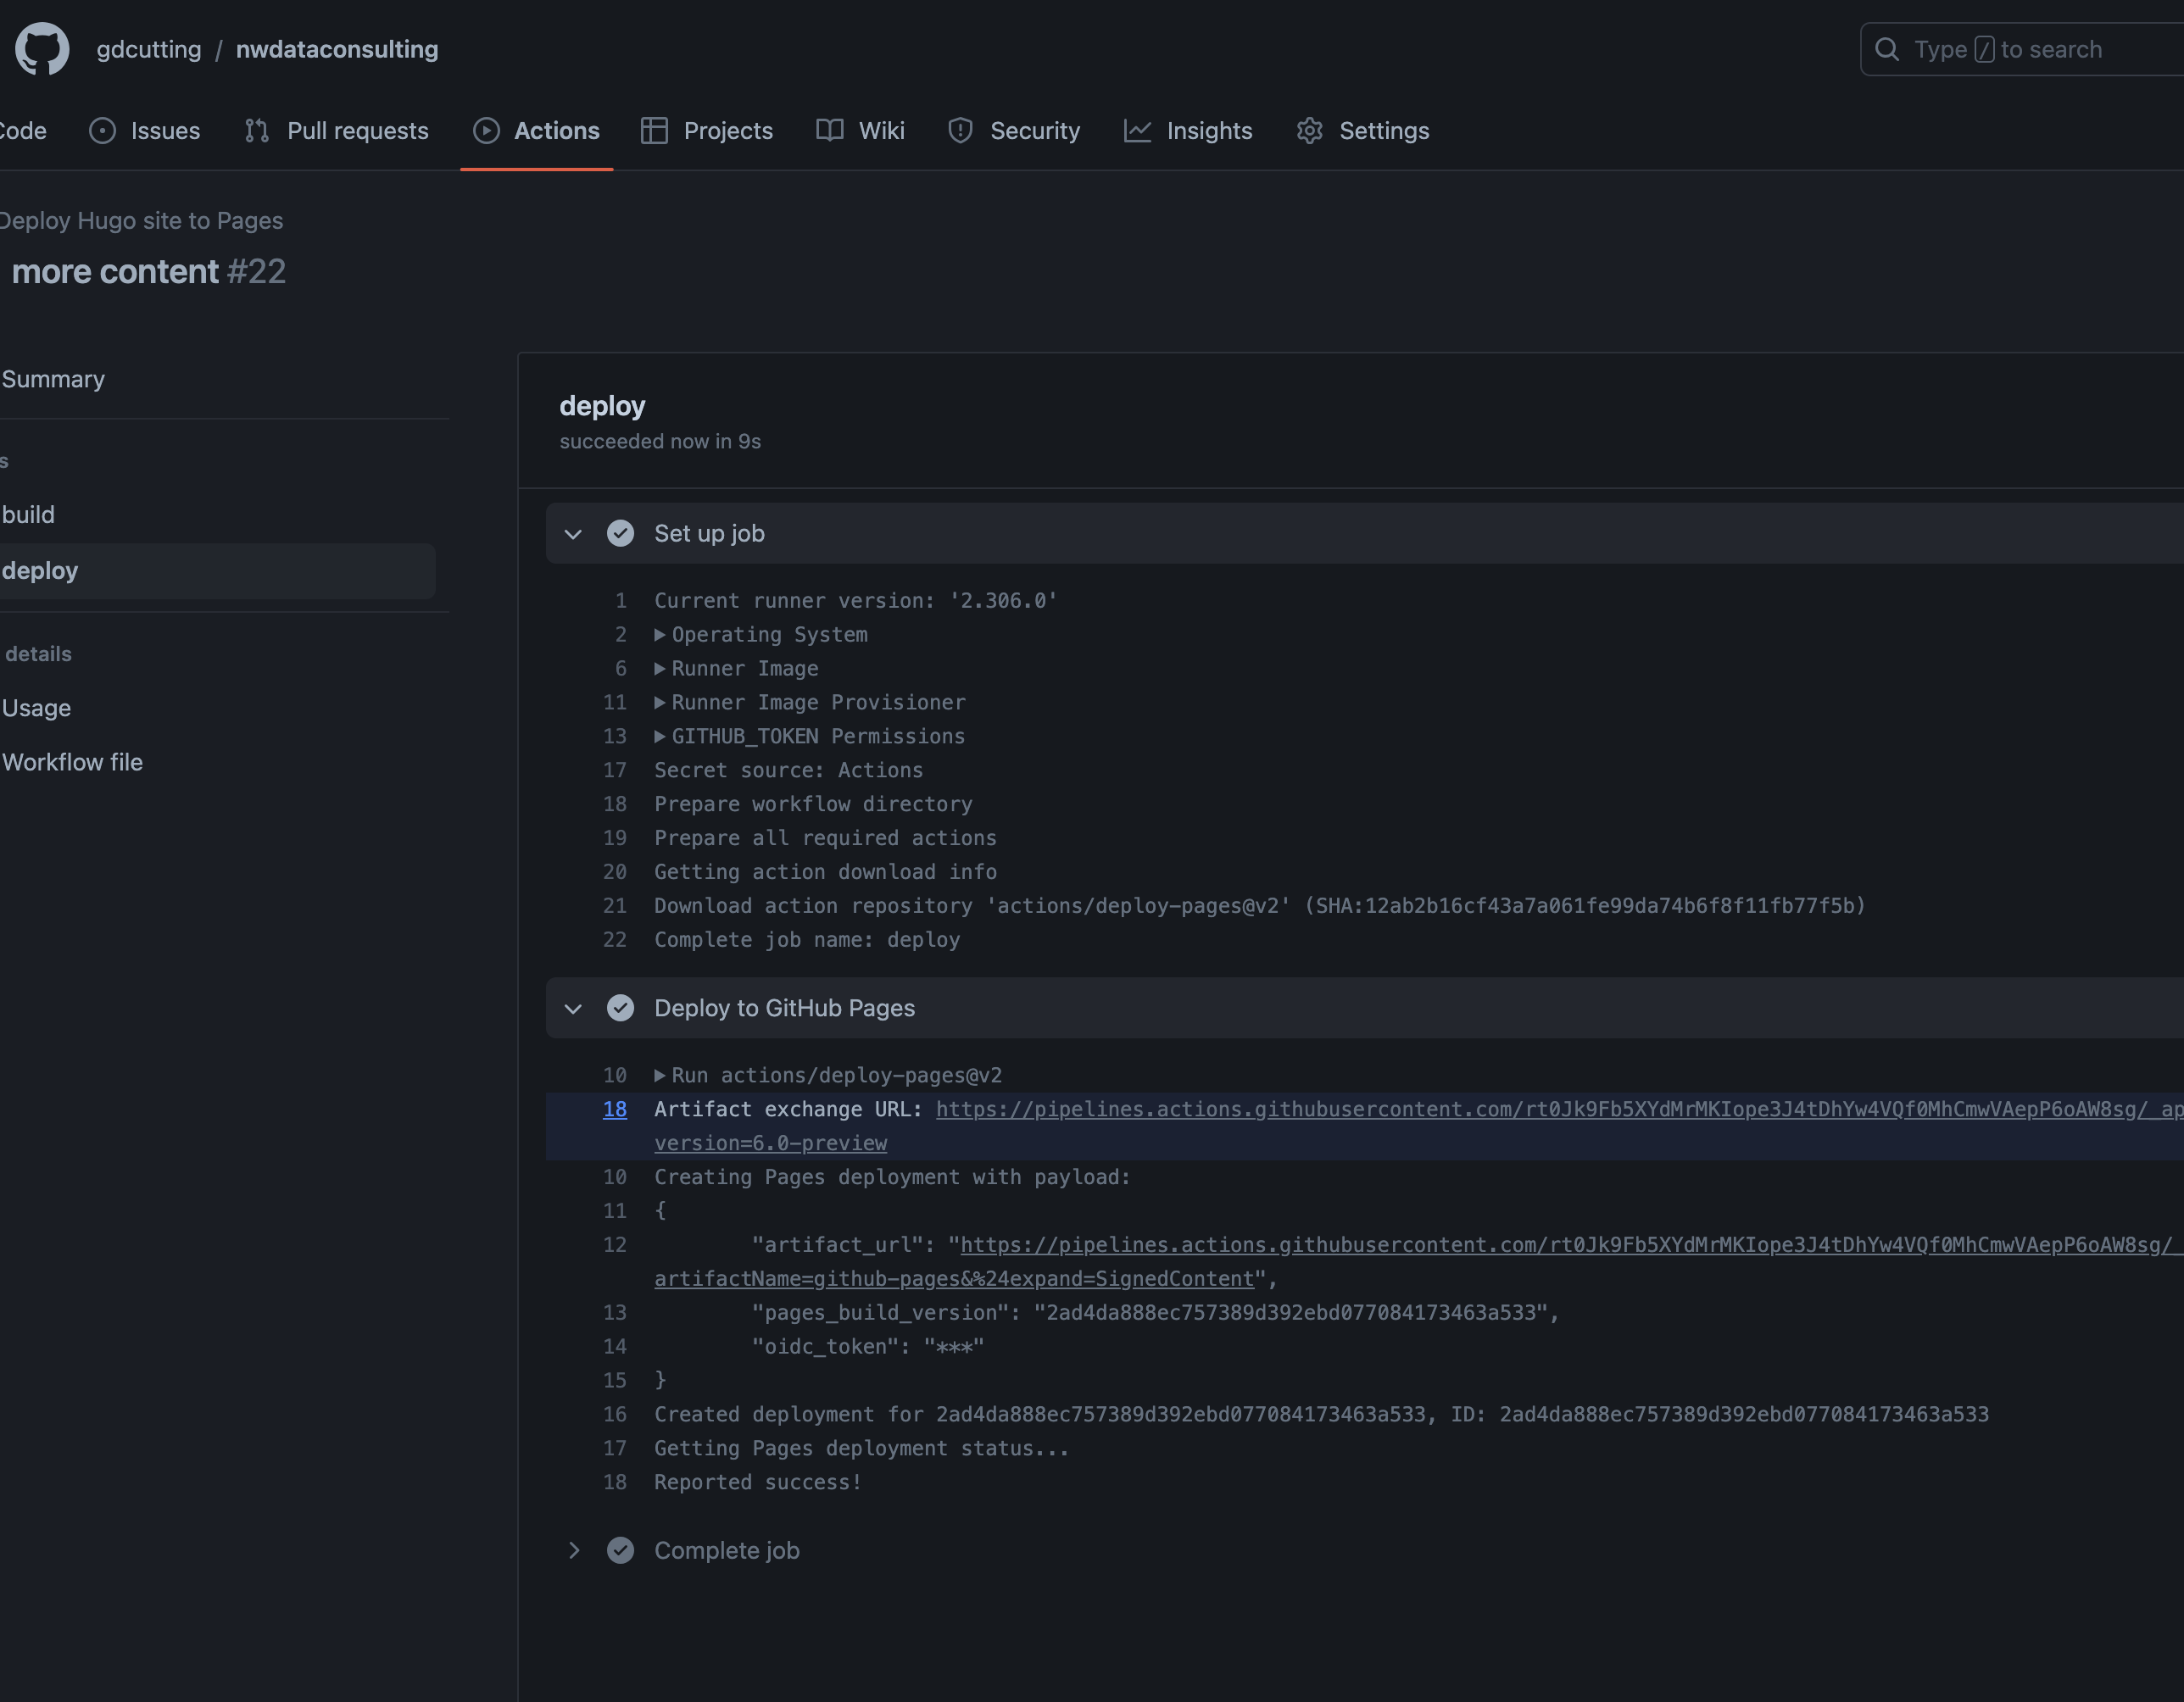 gdcutting / nwdataconsulting
Type / to search
Code Issues Pull requests Actions Projects Wiki Security Insights Settings
Deploy Hugo site to Pages
more content #22
Summary
s
build
deploy
details
Usage
Workflow file
deploy
succeeded now in 9s
Set up job
1 Current runner version: '2.306.0'
2 Operating System
6 Runner Image
11 Runner Image Provisioner
13 GITHUB_TOKEN Permissions
17 Secret source: Actions
18 Prepare workflow directory
19 Prepare all required actions
20 Getting action download info
21 Download action repository 'actions/deploy-pages@v2' (SHA:12ab2b16cf43a7a061fe99da74b6f8f11fb77f5b)
22 Complete job name: deploy
Deploy to GitHub Pages
10 Run actions/deploy-pages@v2
18 Artifact exchange URL: https://pipelines.actions.githubusercontent.com/rt0Jk9Fb5XYdMrMKIope3J4tDhYw4VQf0MhCmwVAepP6oAW8sg/_ap
version=6.0-preview
10 Creating Pages deployment with payload:
11 {
12 "artifact_url": "https://pipelines.actions.githubusercontent.com/rt0Jk9Fb5XYdMrMKIope3J4tDhYw4VQf0MhCmwVAepP6oAW8sg/_
artifactName=github-pages&%24expand=SignedContent",
13 "pages_build_version": "2ad4da888ec757389d392ebd077084173463a533",
14 "oidc_token": "***"
15 }
16 Created deployment for 2ad4da888ec757389d392ebd077084173463a533, ID: 2ad4da888ec757389d392ebd077084173463a533
17 Getting Pages deployment status...
18 Reported success!
Complete job